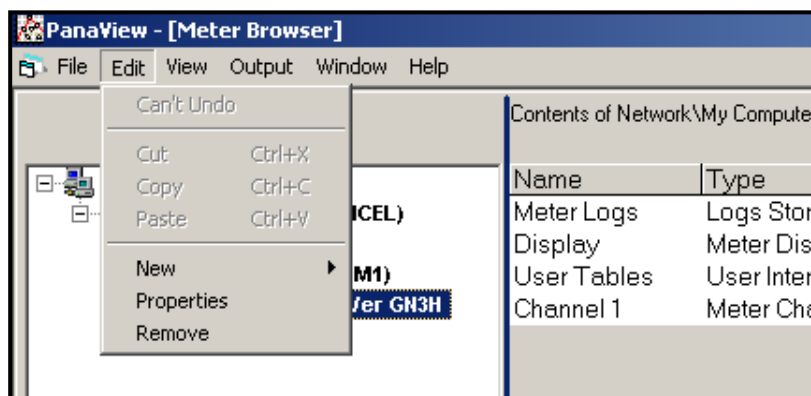 PanaView - [Meter Browser]
File Edit View Output Window Help
Can't Undo
Cut Ctrl+X
Copy Ctrl+C
Paste Ctrl+V
New
Properties
Remove
ICEL)
M1)
Ver GN3H
Contents of Network\My Compute
Name Type
Meter Logs Logs Stor
Display Meter Dis
User Tables User Inter
Channel 1 Meter Cha